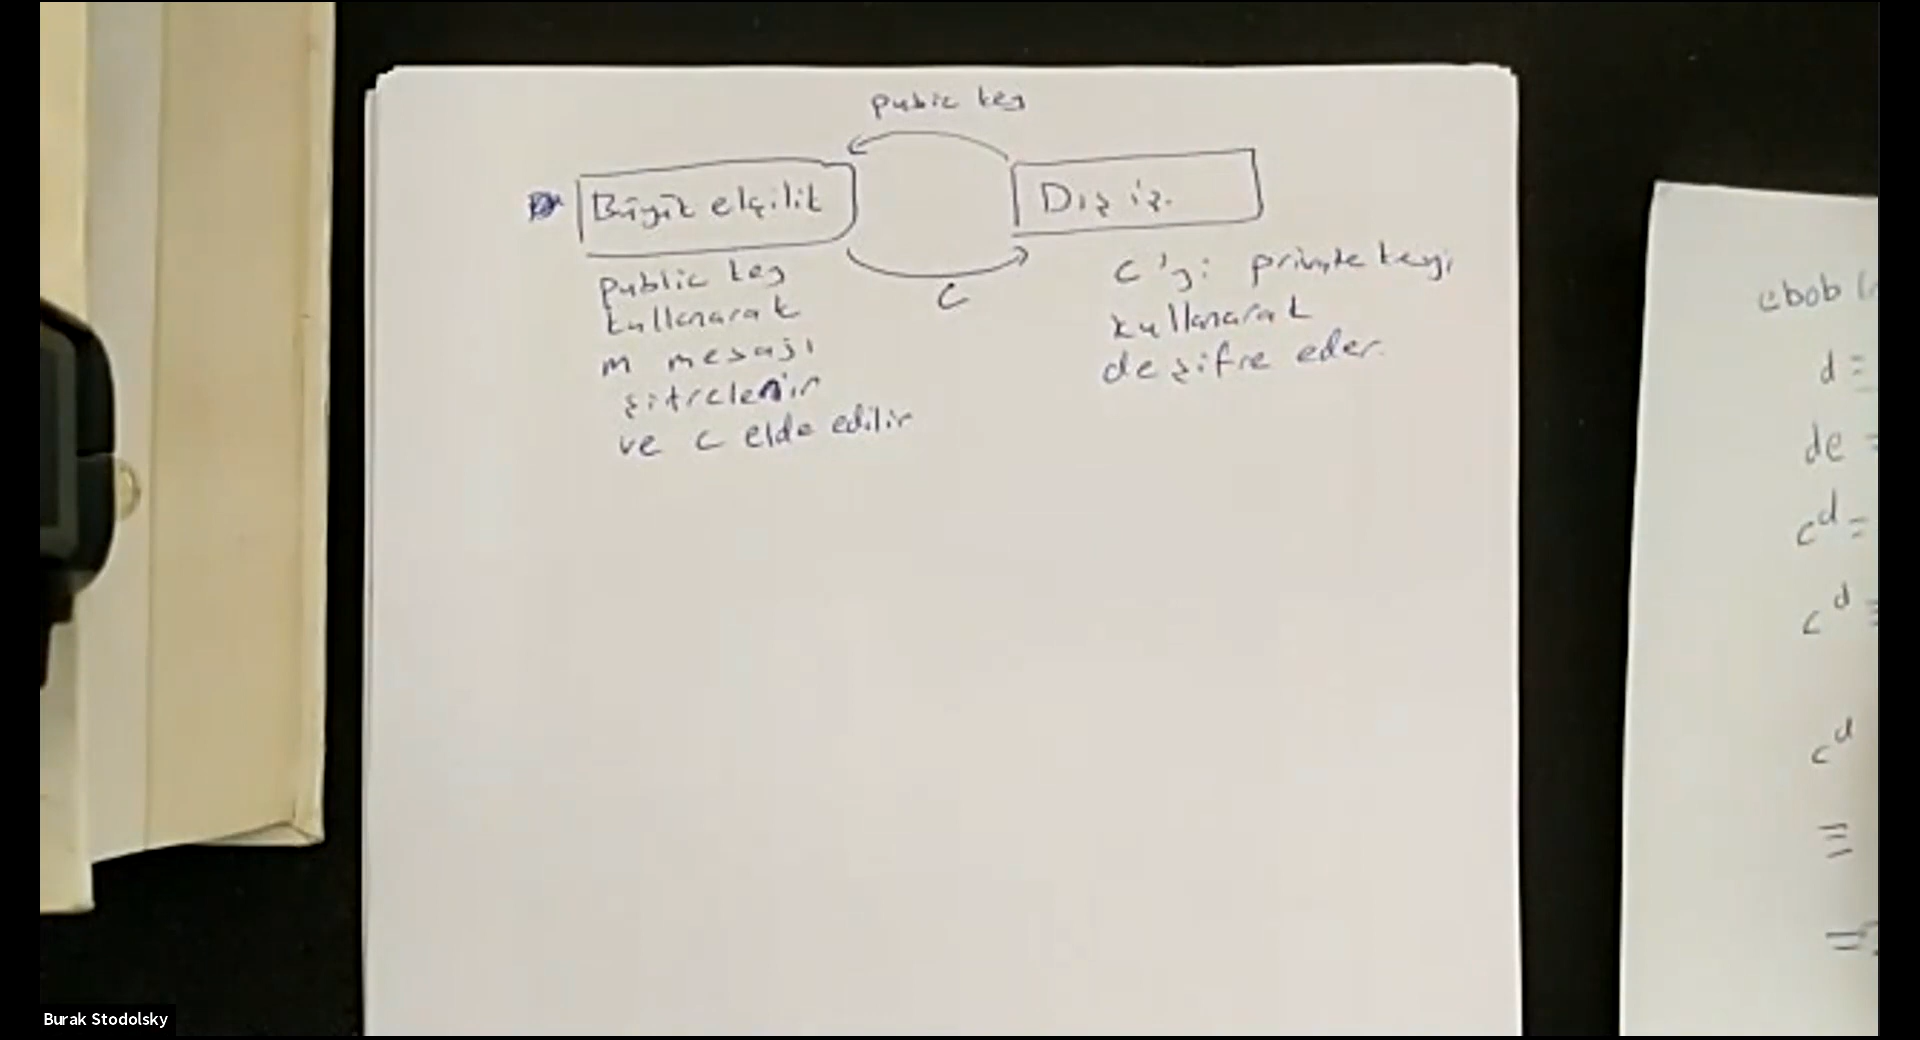 public key
Büyük elçilik
Dış iş.
C
public key
kullanarak
m mesajı
şifrelenir
ve c elde edilir
c'yi private keyi
kullanarak
deşifre eder.
ebob (
d =
de =
c^d =
c^d ≡
c^d
≡
Burak Stodolsky